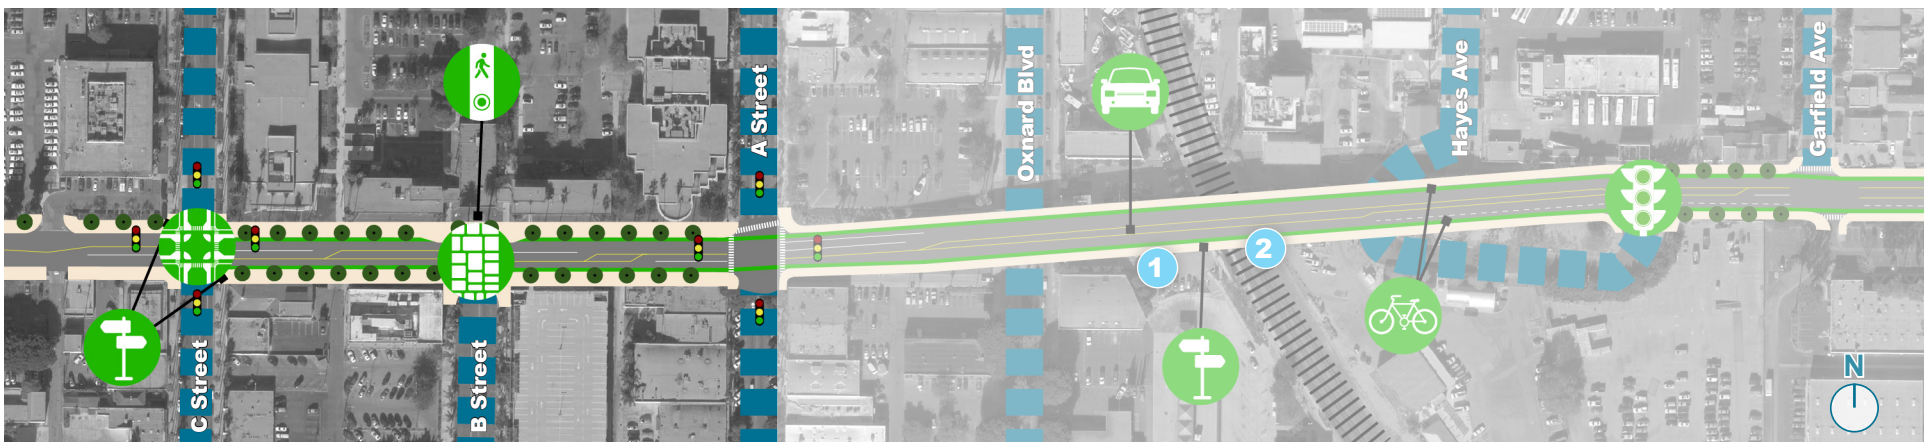 C Street
B Street
A Street
Oxnard Blvd
1
2
Hayes Ave
Garfield Ave
N